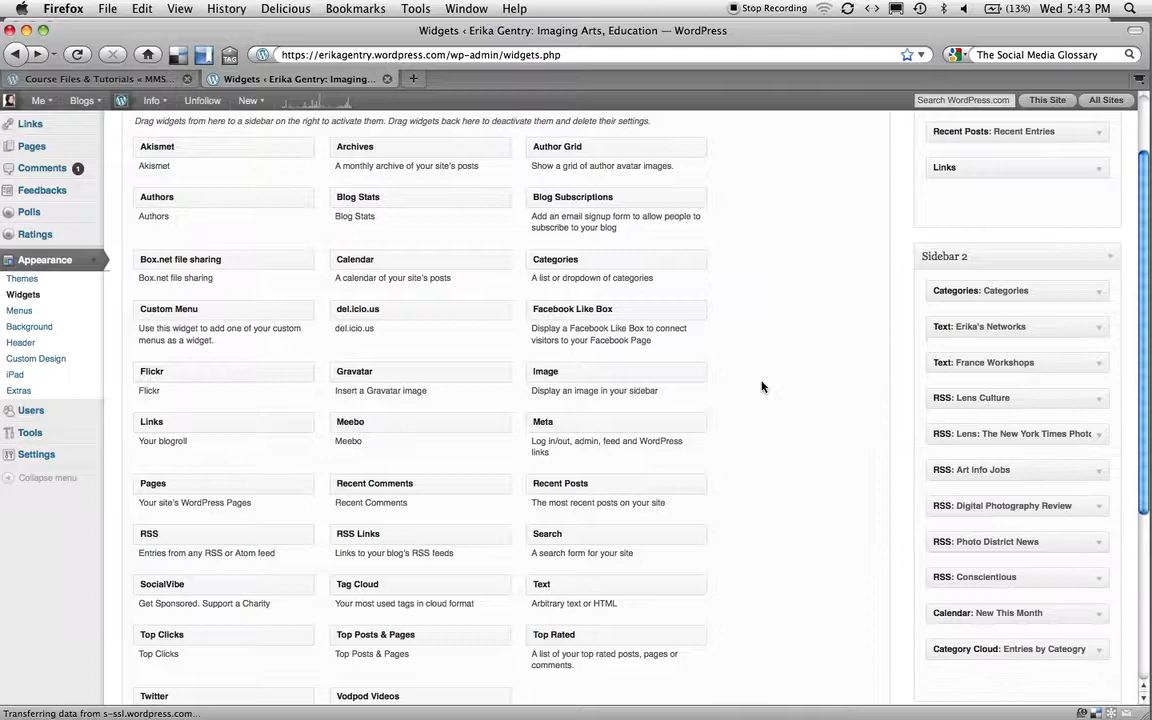 Firefox File Edit View History Delicious Bookmarks Tools Window Help Stop Recording (13%) Wed 5:43 PM
Widgets ‹ Erika Gentry: Imaging Arts, Education — WordPress
TAG https://erikagentry.wordpress.com/wp-admin/widgets.php The Social Media Glossary
Course Files & Tutorials « MMS... Widgets ‹ Erika Gentry: Imaging... +
Me Blogs Info Unfollow New Search WordPress.com This Site All Sites
Links
Pages
Comments 1
Feedbacks
Polls
Ratings
Appearance
Themes
Widgets
Menus
Background
Header
Custom Design
iPad
Extras
Users
Tools
Settings
Collapse menu
Drag widgets from here to a sidebar on the right to activate them. Drag widgets back here to deactivate them and delete their settings.
Akismet Archives Author Grid
Akismet A monthly archive of your site's posts Show a grid of author avatar images.
Authors Blog Stats Blog Subscriptions
Authors Blog Stats Add an email signup form to allow people to
subscribe to your blog
Box.net file sharing Calendar Categories
Box.net file sharing A calendar of your site's posts A list or dropdown of categories
Custom Menu del.icio.us Facebook Like Box
Use this widget to add one of your custom del.icio.us Display a Facebook Like Box to connect
menus as a widget. visitors to your Facebook Page
Flickr Gravatar Image
Flickr Insert a Gravatar image Display an image in your sidebar
Links Meebo Meta
Your blogroll Meebo Log in/out, admin, feed and WordPress
links
Pages Recent Comments Recent Posts
Your site's WordPress Pages Recent Comments The most recent posts on your site
RSS RSS Links Search
Entries from any RSS or Atom feed Links to your blog's RSS feeds A search form for your site
SocialVibe Tag Cloud Text
Get Sponsored. Support a Charity Your most used tags in cloud format Arbitrary text or HTML
Top Clicks Top Posts & Pages Top Rated
Top Clicks Top Posts & Pages A list of your top rated posts, pages or
comments.
Twitter Vodpod Videos
Recent Posts: Recent Entries
Links
Sidebar 2
Categories: Categories
Text: Erika's Networks
Text: France Workshops
RSS: Lens Culture
RSS: Lens: The New York Times Photo
RSS: Art Info Jobs
RSS: Digital Photography Review
RSS: Photo District News
RSS: Conscientious
Calendar: New This Month
Category Cloud: Entries by Cateogry
Transferring data from s-ssl.wordpress.com...